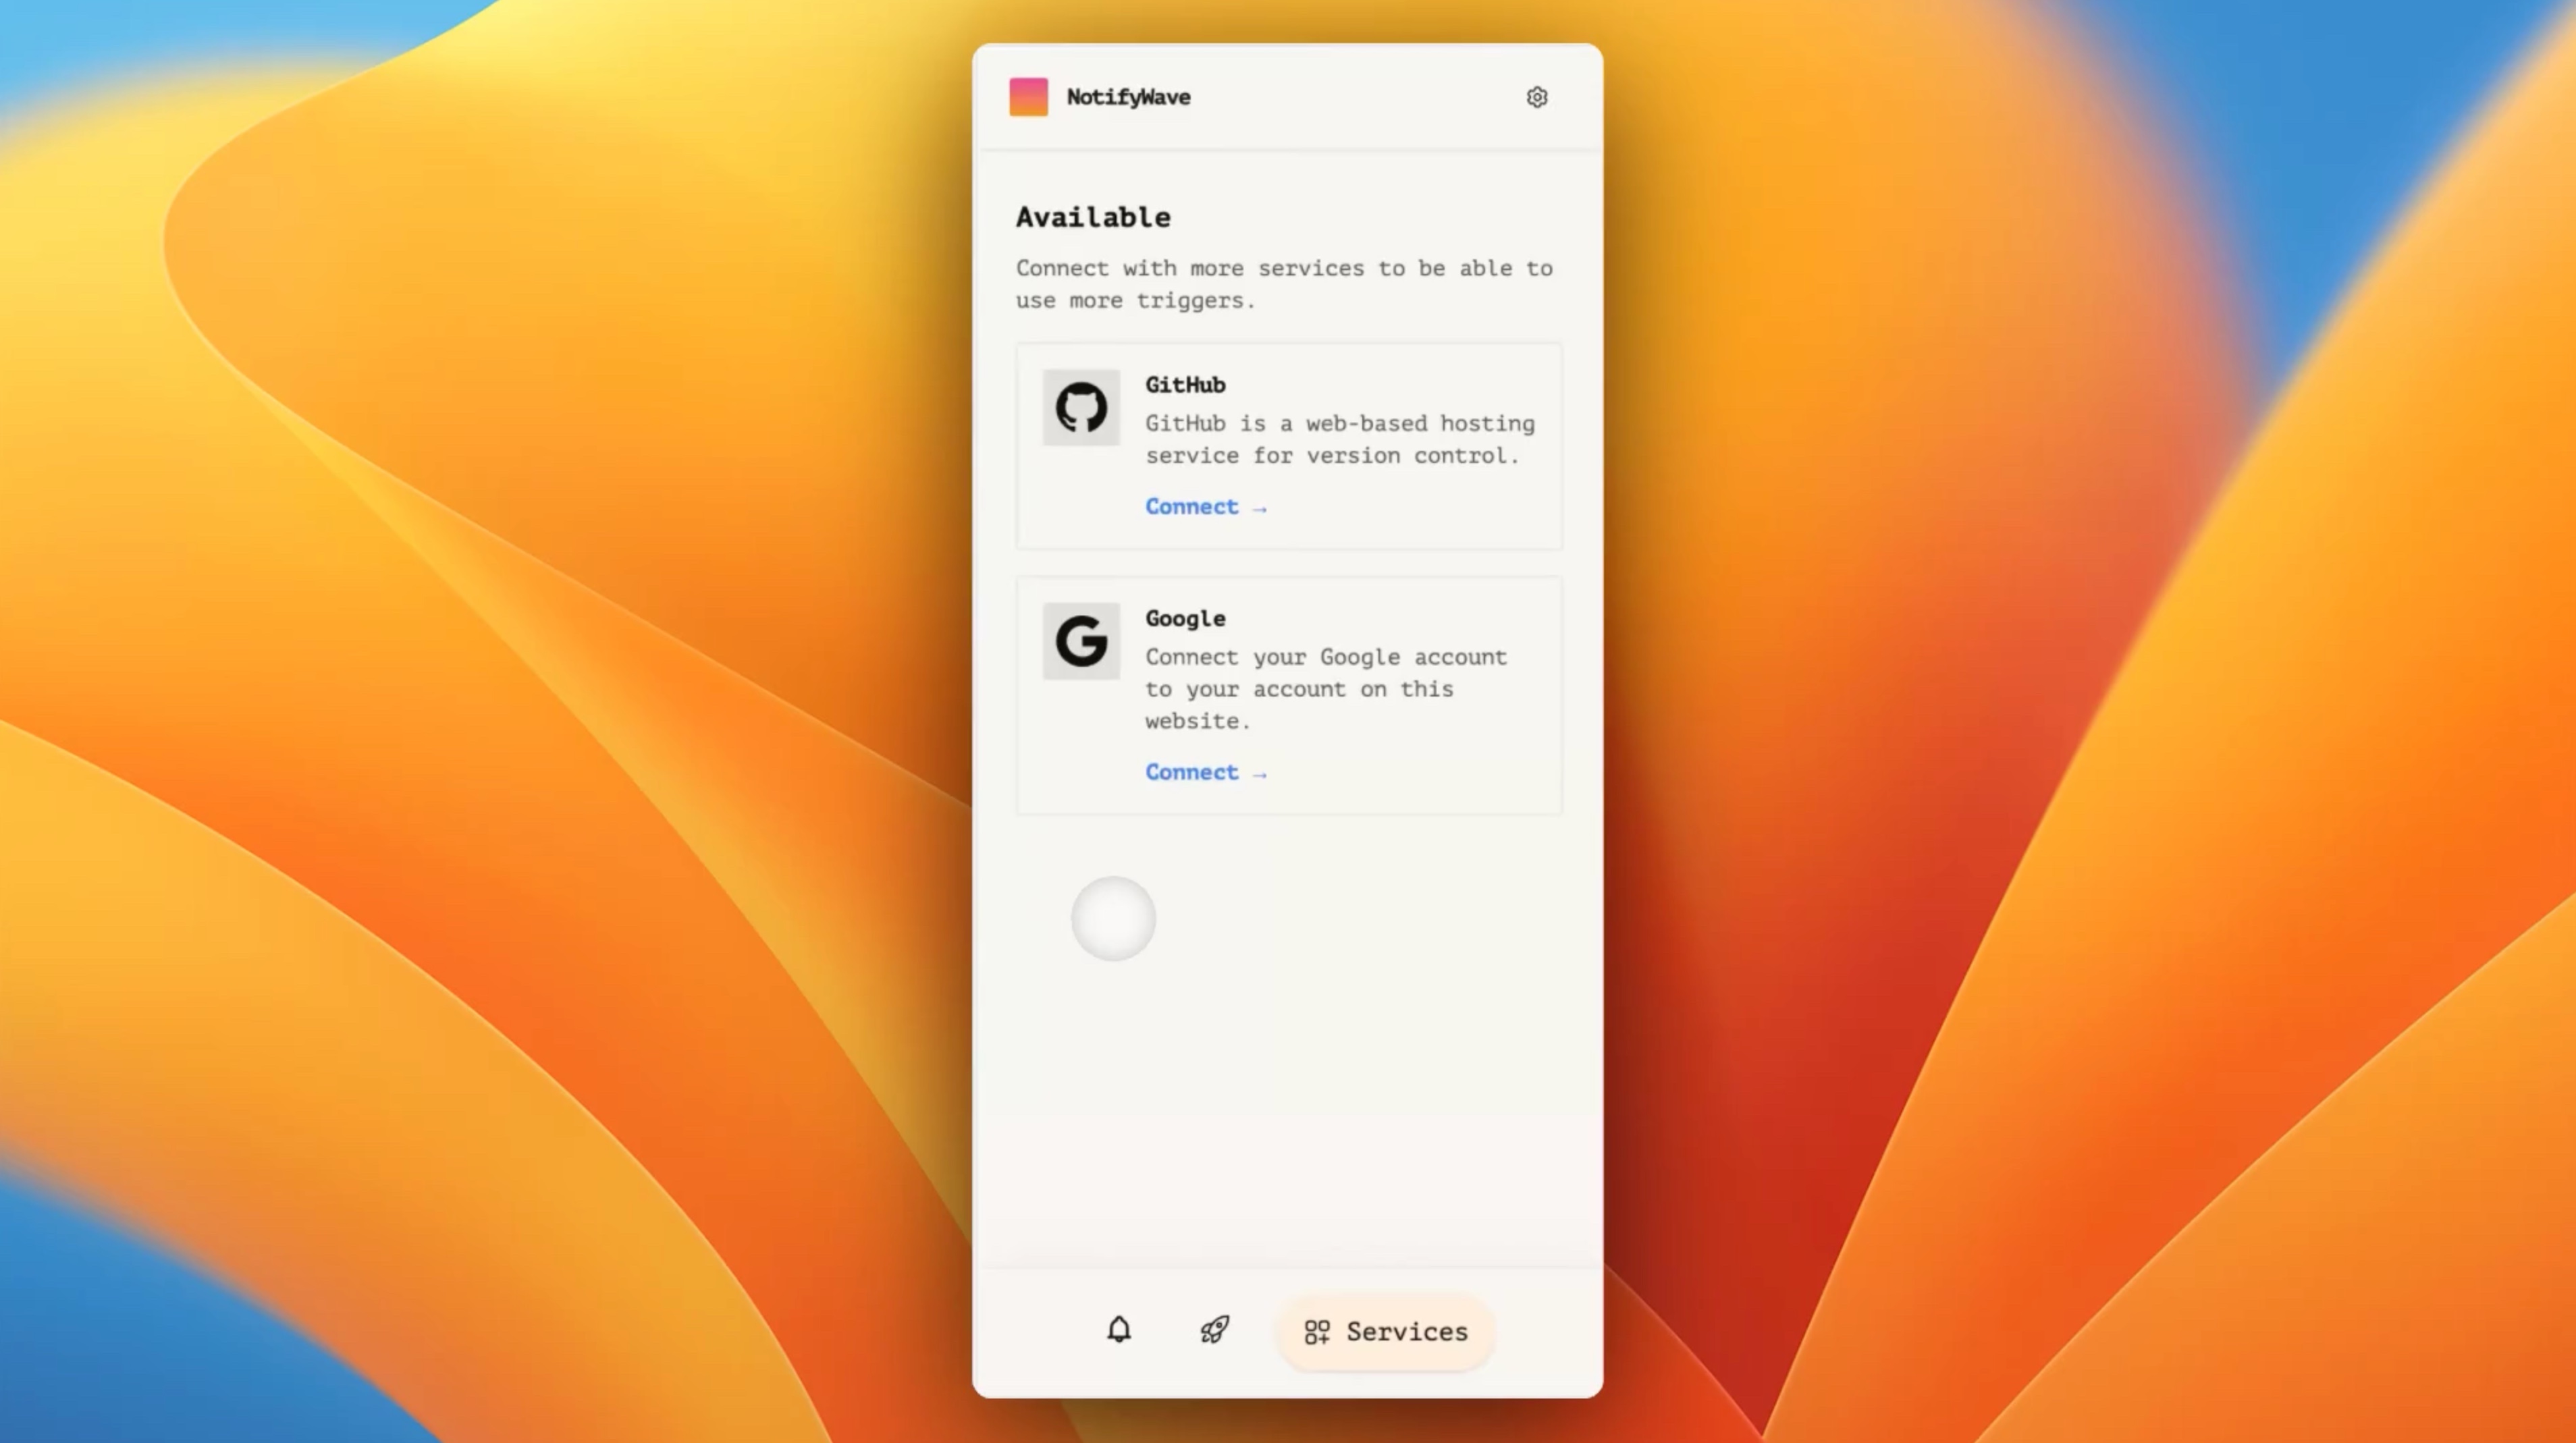 NotifyWave
Available
Connect with more services to be able to
use more triggers.
GitHub
GitHub is a web-based hosting
service for version control.
Connect →
Google
Connect your Google account
to your account on this
website.
Connect →
Services